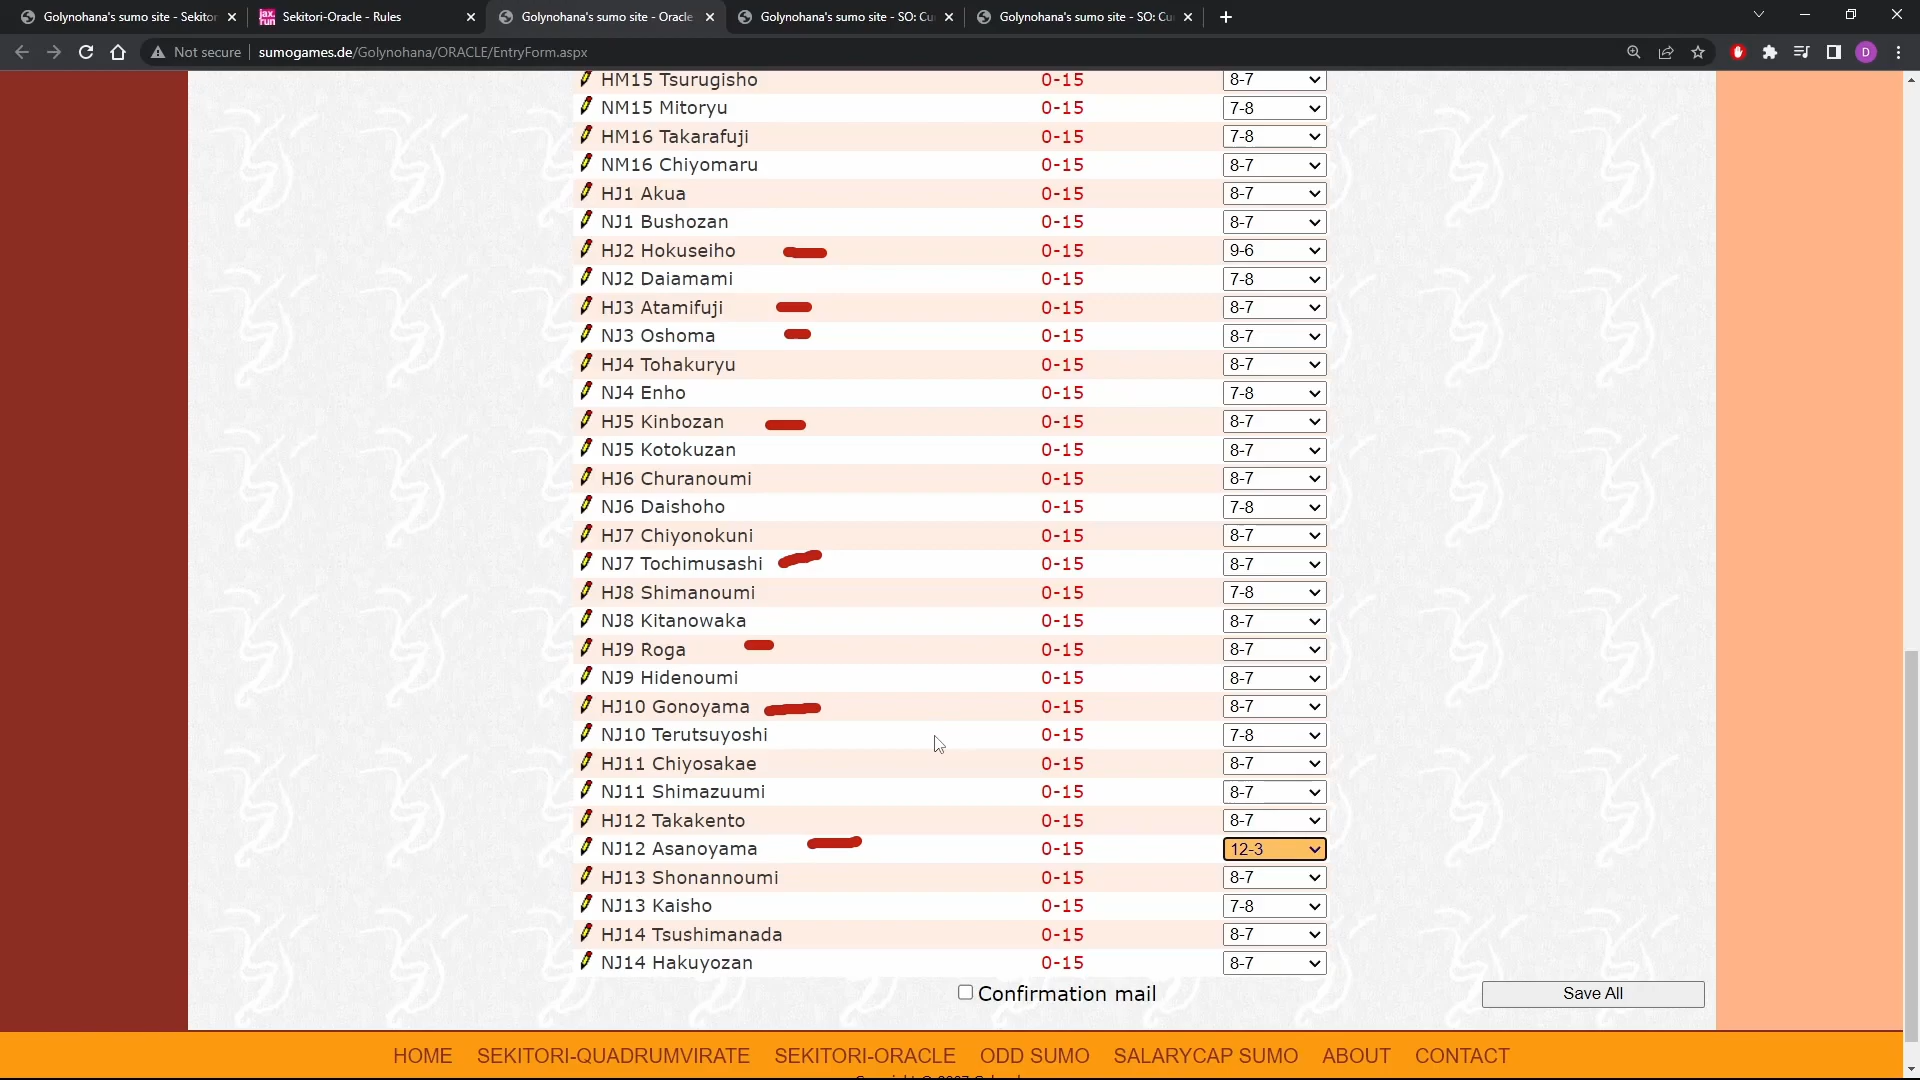 Golynohana's sumo site - Sekitor
Sekitori-Oracle - Rules
Golynohana's sumo site - Oracle
Golynohana's sumo site - SO: Cu
Golynohana's sumo site - SO: Cu
Not secure sumogames.de/Golynohana/ORACLE/EntryForm.aspx
D
HM15 Tsurugisho 0-15 8-7
NM15 Mitoryu 0-15 7-8
HM16 Takarafuji 0-15 7-8
NM16 Chiyomaru 0-15 8-7
HJ1 Akua 0-15 8-7
NJ1 Bushozan 0-15 8-7
HJ2 Hokuseiho 0-15 9-6
NJ2 Daiamami 0-15 7-8
HJ3 Atamifuji 0-15 8-7
NJ3 Oshoma 0-15 8-7
HJ4 Tohakuryu 0-15 8-7
NJ4 Enho 0-15 7-8
HJ5 Kinbozan 0-15 8-7
NJ5 Kotokuzan 0-15 8-7
HJ6 Churanoumi 0-15 8-7
NJ6 Daishoho 0-15 7-8
HJ7 Chiyonokuni 0-15 8-7
NJ7 Tochimusashi 0-15 8-7
HJ8 Shimanoumi 0-15 7-8
NJ8 Kitanowaka 0-15 8-7
HJ9 Roga 0-15 8-7
NJ9 Hidenoumi 0-15 8-7
HJ10 Gonoyama 0-15 8-7
NJ10 Terutsuyoshi 0-15 7-8
HJ11 Chiyosakae 0-15 8-7
NJ11 Shimazuumi 0-15 8-7
HJ12 Takakento 0-15 8-7
NJ12 Asanoyama 0-15 12-3
HJ13 Shonannoumi 0-15 8-7
NJ13 Kaisho 0-15 7-8
HJ14 Tsushimanada 0-15 8-7
NJ14 Hakuyozan 0-15 8-7
Confirmation mail Save All
HOME SEKITORI-QUADRUMVIRATE SEKITORI-ORACLE ODD SUMO SALARYCAP SUMO ABOUT CONTACT